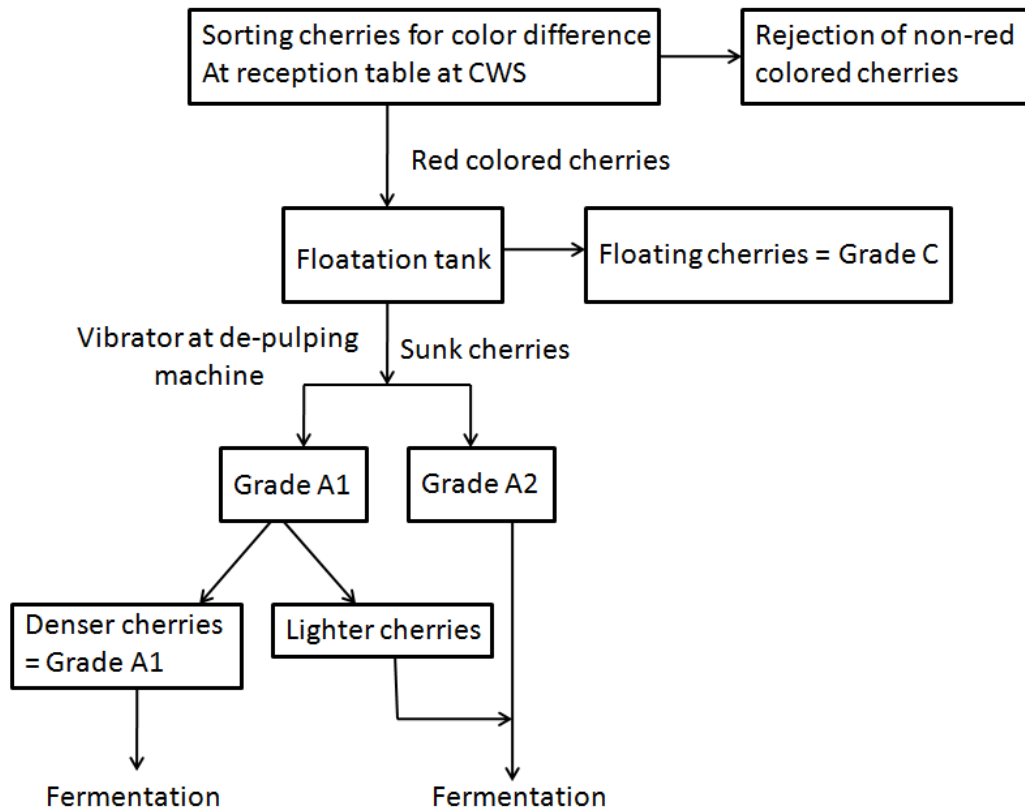 Sorting cherries for color difference
At reception table at CWS
Rejection of non-red
colored cherries
Red colored cherries
Floatation tank
Floating cherries = Grade C
Vibrator at de-pulping
machine
Sunk cherries
Grade A1
Grade A2
Denser cherries
= Grade A1
Lighter cherries
Fermentation
Fermentation